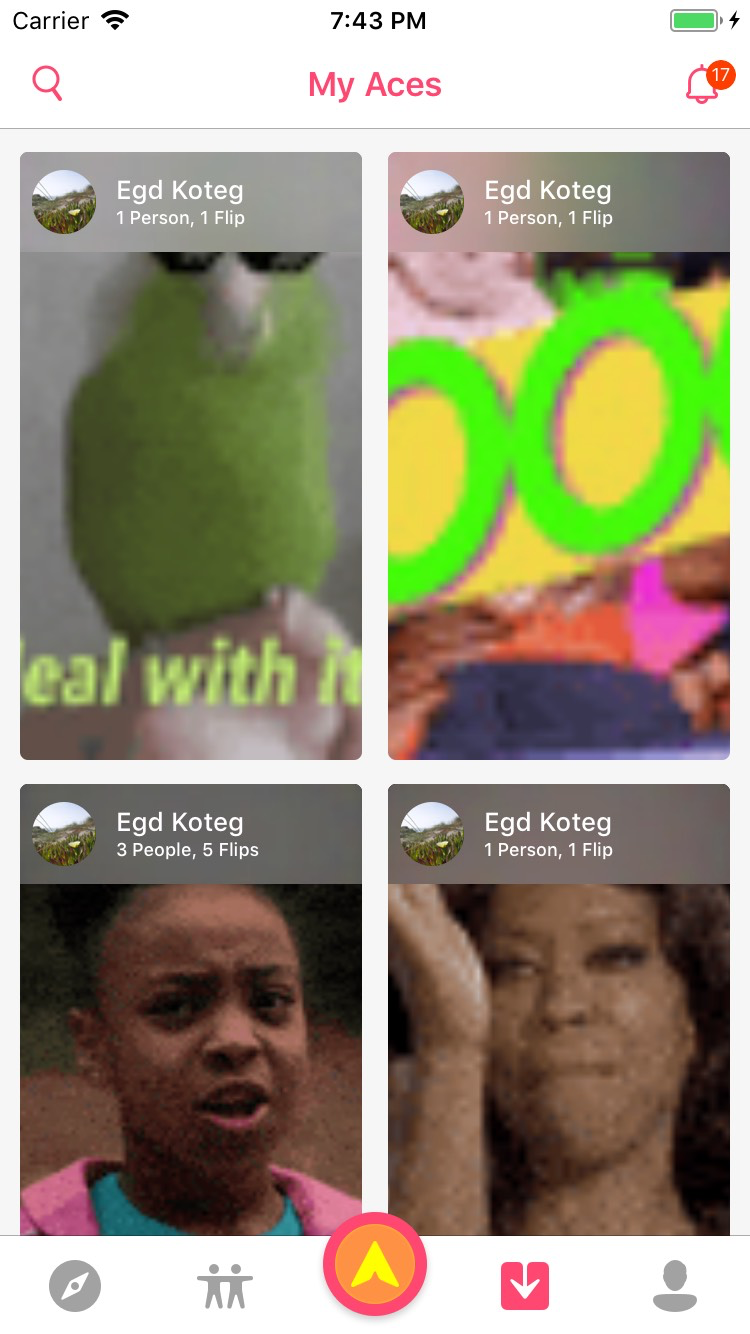 Carrier 7:43 PM
My Aces 17
Egd Koteg
1 Person, 1 Flip
Egd Koteg
1 Person, 1 Flip
eal with it
OO
Egd Koteg
3 People, 5 Flips
Egd Koteg
1 Person, 1 Flip